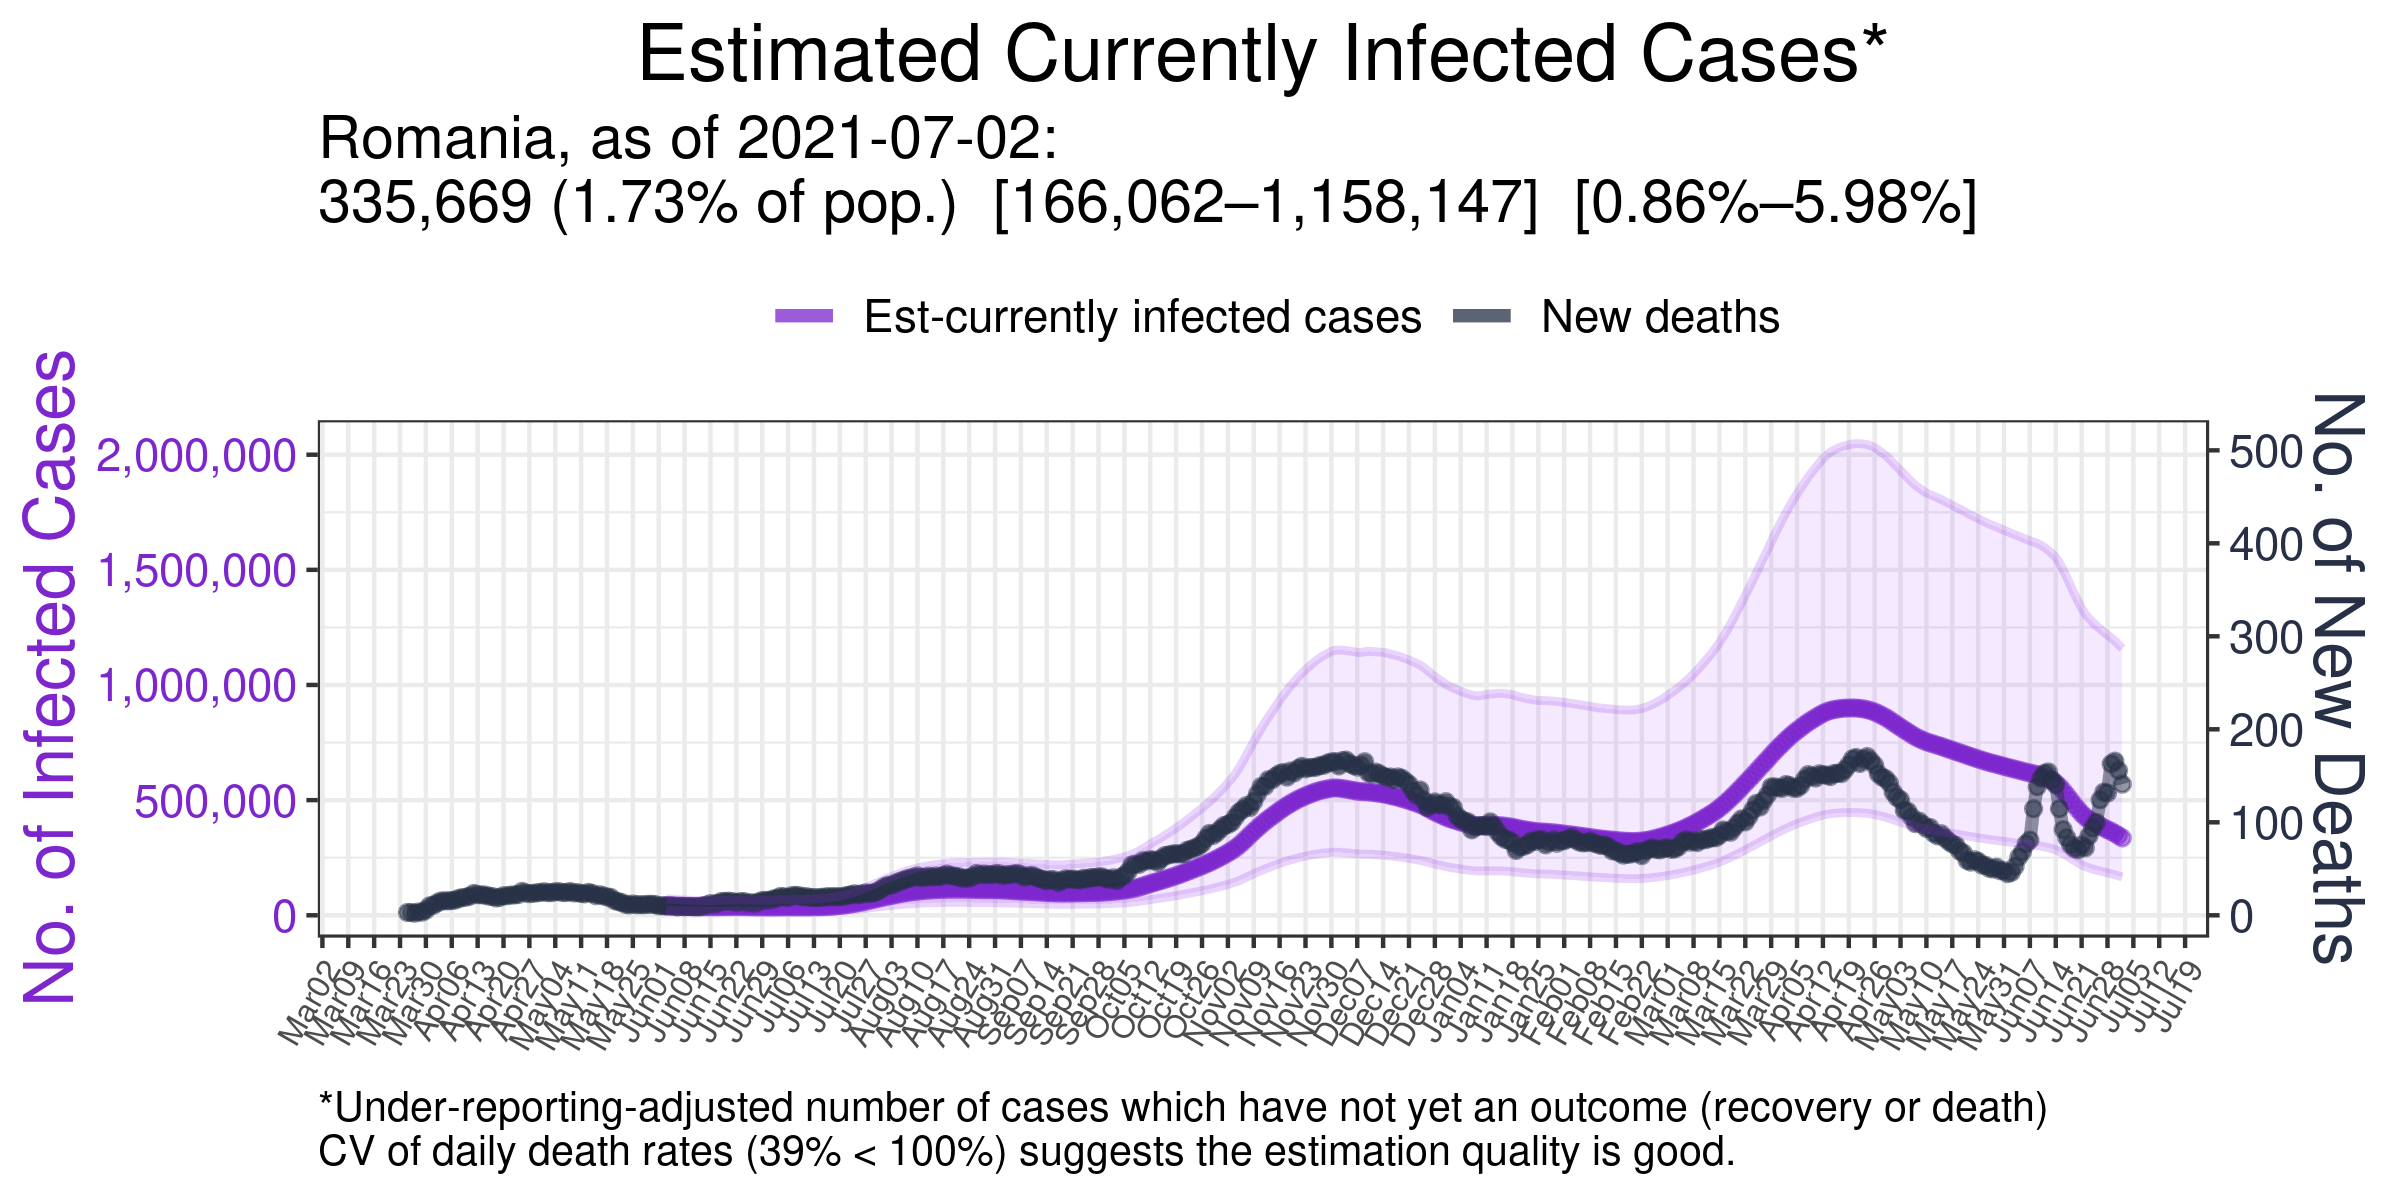 Estimated Currently Infected Cases*
Romania, as of 2021-07-02:
335,669 (1.73% of pop.) [166,062–1,158,147] [0.86%–5.98%]
Est-currently infected cases New deaths
No. of Infected Cases
2,000,000
1,500,000
1,000,000
500,000
0
500
400
300
200
100
0
No. of New Deaths
Mar02 Mar09 Mar16 Mar23 Mar30 Apr06 Apr13 Apr20 Apr27 May04 May11 May18 May25 Jun01 Jun08 Jun15 Jun22 Jun29 Jul06 Jul13 Jul20 Jul27 Aug03 Aug10 Aug17 Aug24 Aug31 Sep07 Sep14 Sep21 Sep28 Oct05 Oct12 Oct19 Oct26 Nov02 Nov09 Nov16 Nov23 Nov30 Dec07 Dec14 Dec21 Dec28 Jan04 Jan11 Jan18 Jan25 Feb01 Feb08 Feb15 Feb22 Mar01 Mar08 Mar15 Mar22 Mar29 Apr05 Apr12 Apr19 Apr26 May03 May10 May17 May24 May31 Jun07 Jun14 Jun21 Jun28 Jul05 Jul12 Jul19
*Under-reporting-adjusted number of cases which have not yet an outcome (recovery or death)
CV of daily death rates (39% < 100%) suggests the estimation quality is good.